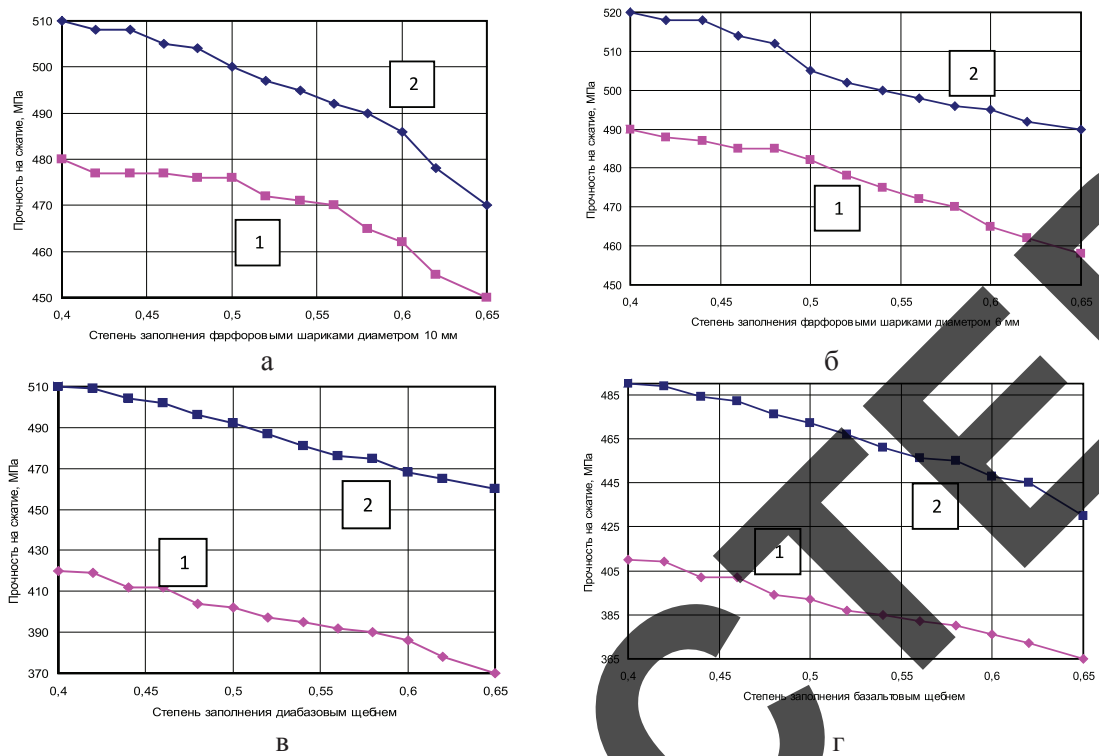 510
500
490
480
470
460
450
Прочность на сжатие, МПа
2
1
0,4 0,45 0,5 0,55 0,6 0,65
Степень заполнения фарфоровыми шариками диаметром 10 мм
а
520
510
500
490
480
470
460
450
Прочность на сжатие, МПа
2
1
0,4 0,45 0,5 0,55 0,6 0,65
Степень заполнения фарфоровыми шариками диаметром 6 мм
б
510
490
470
450
430
410
390
370
Прочность на сжатие, МПа
1
2
0,4 0,45 0,5 0,55 0,6 0,65
Степень заполнения диабазовым щебнем
в
485
465
445
425
405
385
365
Прочность на сжатие, МПа
1
2
0,4 0,45 0,5 0,55 0,6 0,65
Степень заполнения базальтовым щебнем
г